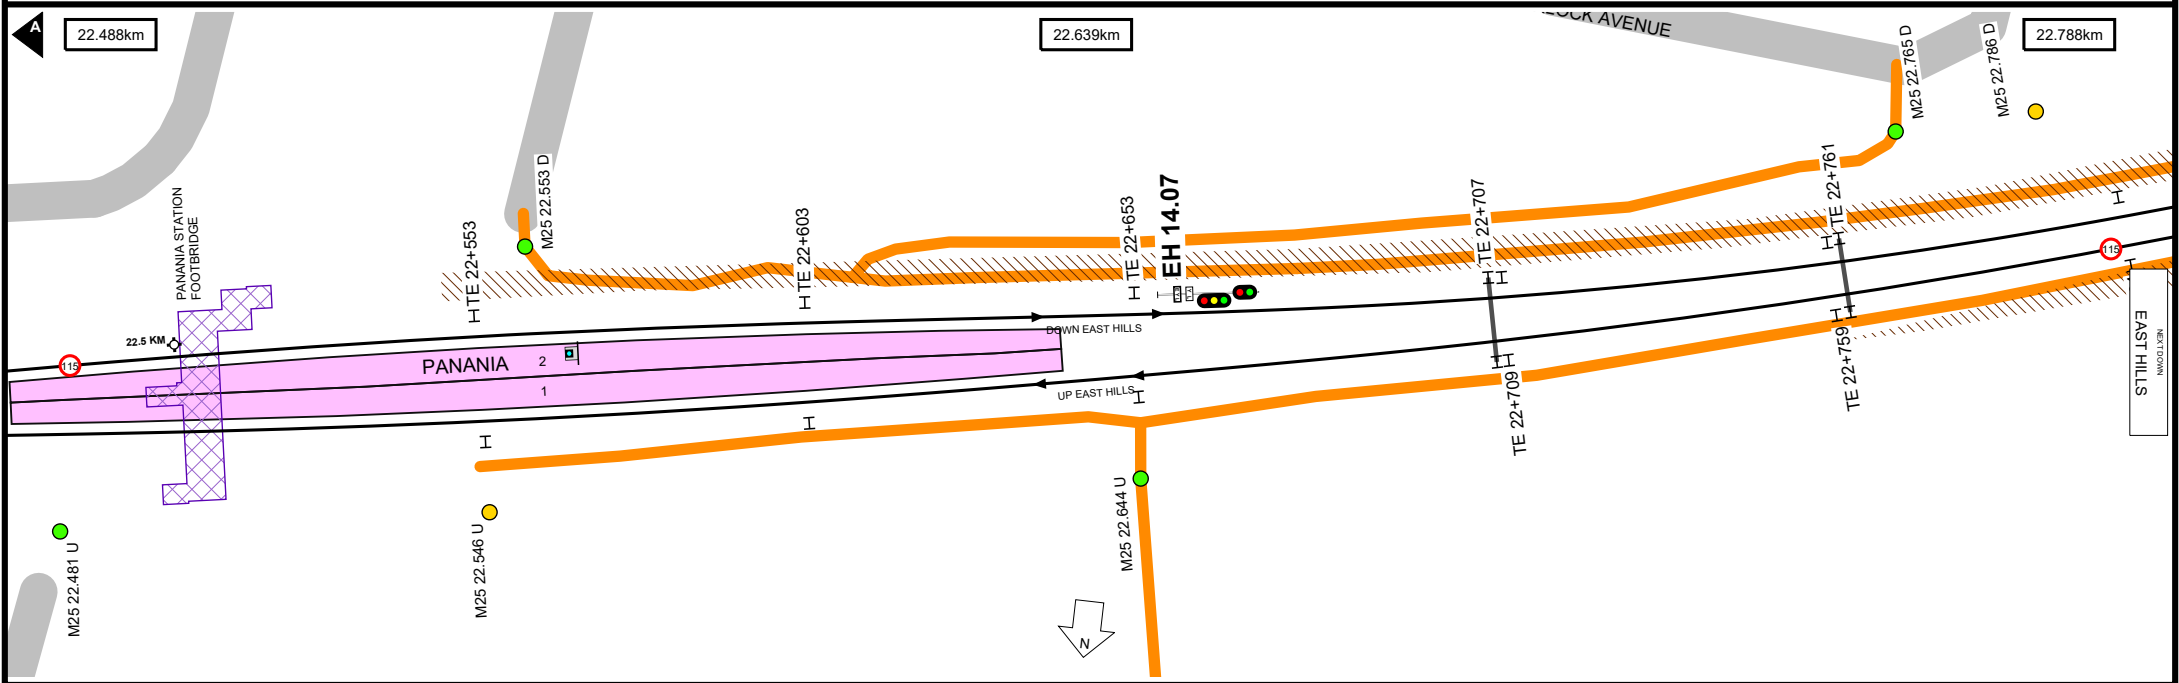 A
22.488km
22.639km
22.788km
OCK AVENUE
M25 22.765 D
M25 22.786 D
PANANIA STATION
FOOTBRIDGE
M25 22.553 D
TE 22+553
TE 22+603
TE 22+653
EH 14.07
TE 22+707
TE 22+761
22.5 KM
115
115
PANANIA
2
1
DOWN EAST HILLS
UP EAST HILLS
TE 22+709
TE 22+759
NEXT DOWN
EAST HILLS
M25 22.481 U
M25 22.546 U
M25 22.644 U
N